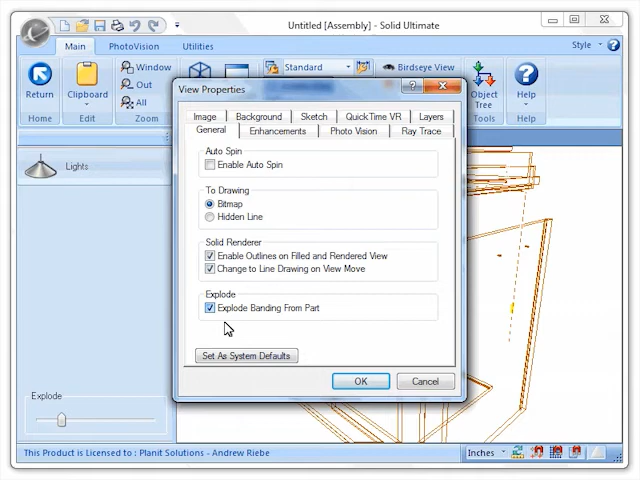 Untitled [Assembly] - Solid Ultimate
Main
PhotoVision
Utilities
Style
Return
Clipboard
Window
Out
All
Standard
Birdseye View
Object
Tree
Help
Home
Edit
Zoom
Tools
Help
Lights
View Properties
Image
Background
Sketch
QuickTime VR
Layers
General
Enhancements
Photo Vision
Ray Trace
Auto Spin
Enable Auto Spin
To Drawing
Bitmap
Hidden Line
Solid Renderer
Enable Outlines on Filled and Rendered View
Change to Line Drawing on View Move
Explode
Explode Banding From Part
Set As System Defaults
OK
Cancel
Explode
This Product is Licensed to : Planit Solutions - Andrew Riebe
Inches